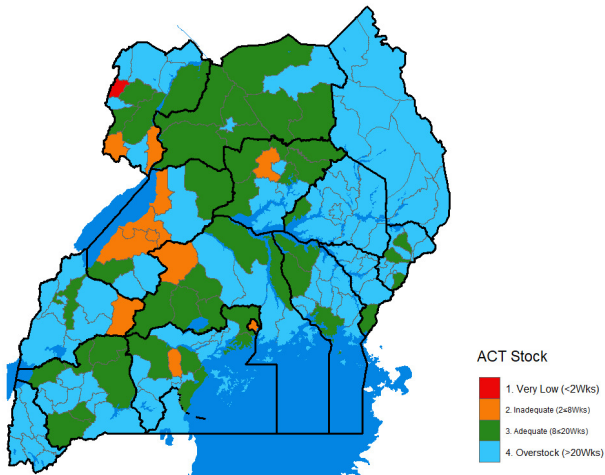 ACT Stock
1. Very Low (<2Wks)
2. Inadequate (2≤8Wks)
3. Adequate (8≤20Wks)
4. Overstock (>20Wks)